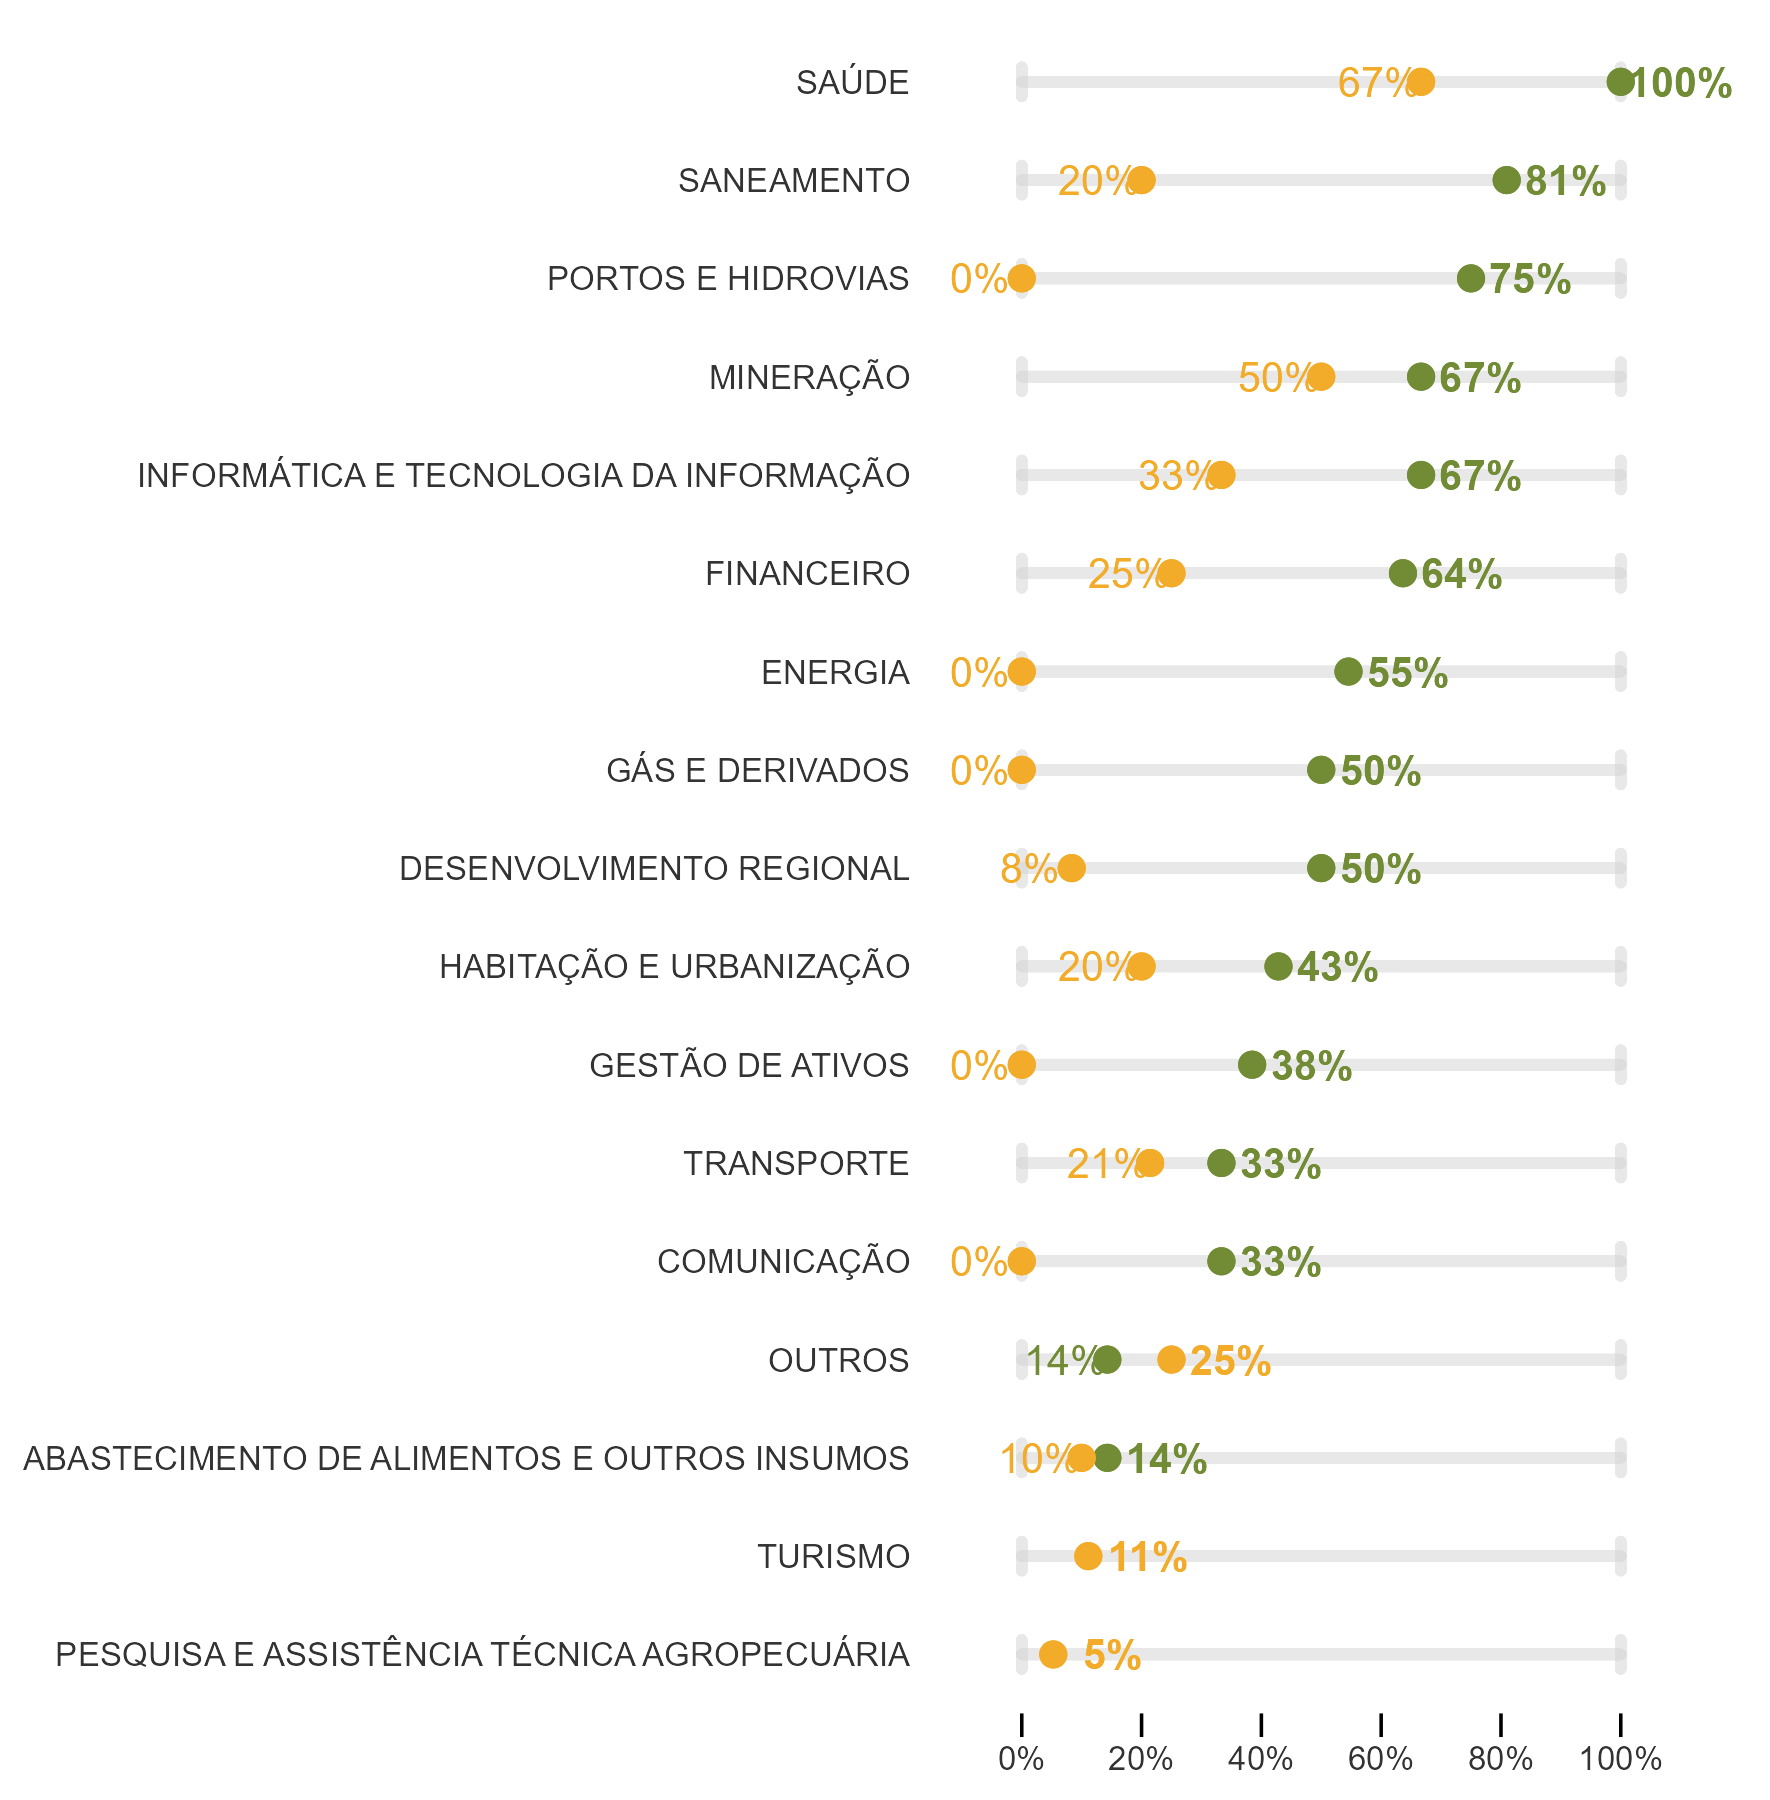 SAÚDE 67% 100%
SANEAMENTO 20% 81%
PORTOS E HIDROVIAS 0% 75%
MINERAÇÃO 50% 67%
INFORMÁTICA E TECNOLOGIA DA INFORMAÇÃO 33% 67%
FINANCEIRO 25% 64%
ENERGIA 0% 55%
GÁS E DERIVADOS 0% 50%
DESENVOLVIMENTO REGIONAL 8% 50%
HABITAÇÃO E URBANIZAÇÃO 20% 43%
GESTÃO DE ATIVOS 0% 38%
TRANSPORTE 21% 33%
COMUNICAÇÃO 0% 33%
OUTROS 14% 25%
ABASTECIMENTO DE ALIMENTOS E OUTROS INSUMOS 10% 14%
TURISMO 11%
PESQUISA E ASSISTÊNCIA TÉCNICA AGROPECUÁRIA 5%
0% 20% 40% 60% 80% 100%